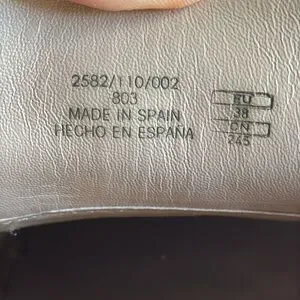 2582/110/002
803
MADE IN SPAIN
HECHO EN ESPAÑA
EU
38
CN
245